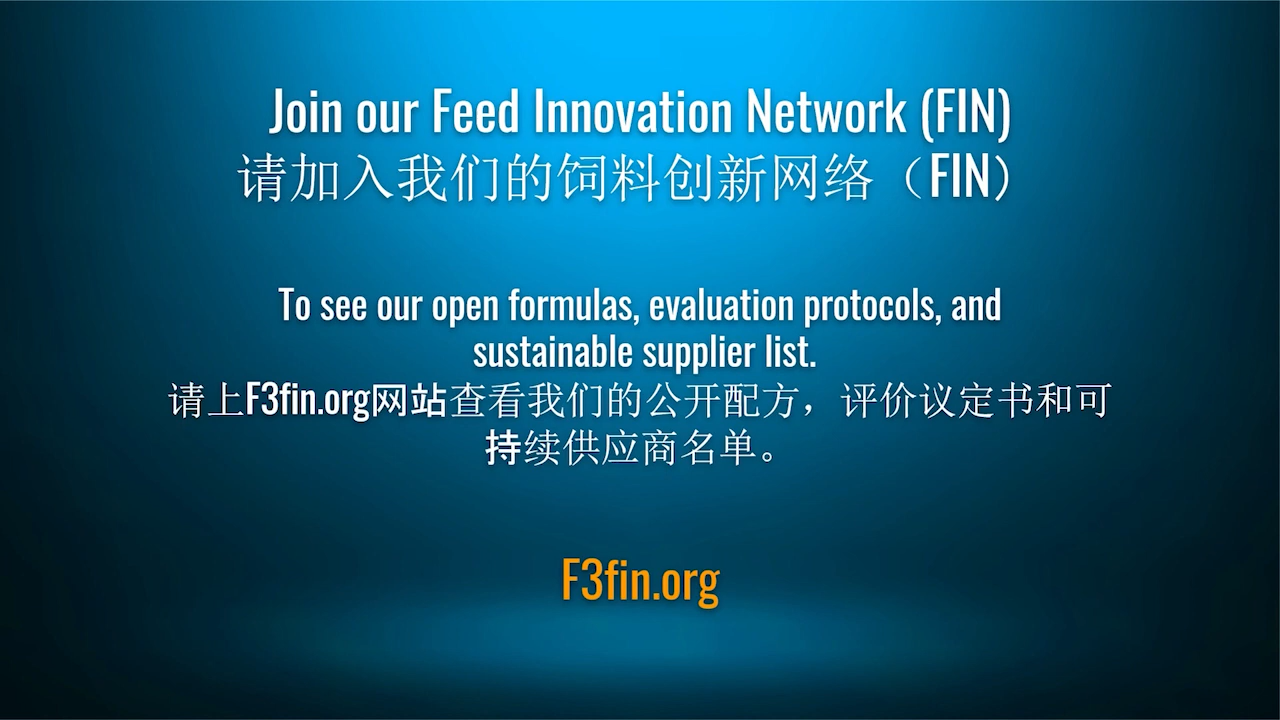 Join our Feed Innovation Network (FIN)
请加入我们的饲料创新网络（FIN）
To see our open formulas, evaluation protocols, and
sustainable supplier list.
请上F3fin.org网站查看我们的公开配方，评价议定书和可
持续供应商名单。
F3fin.org